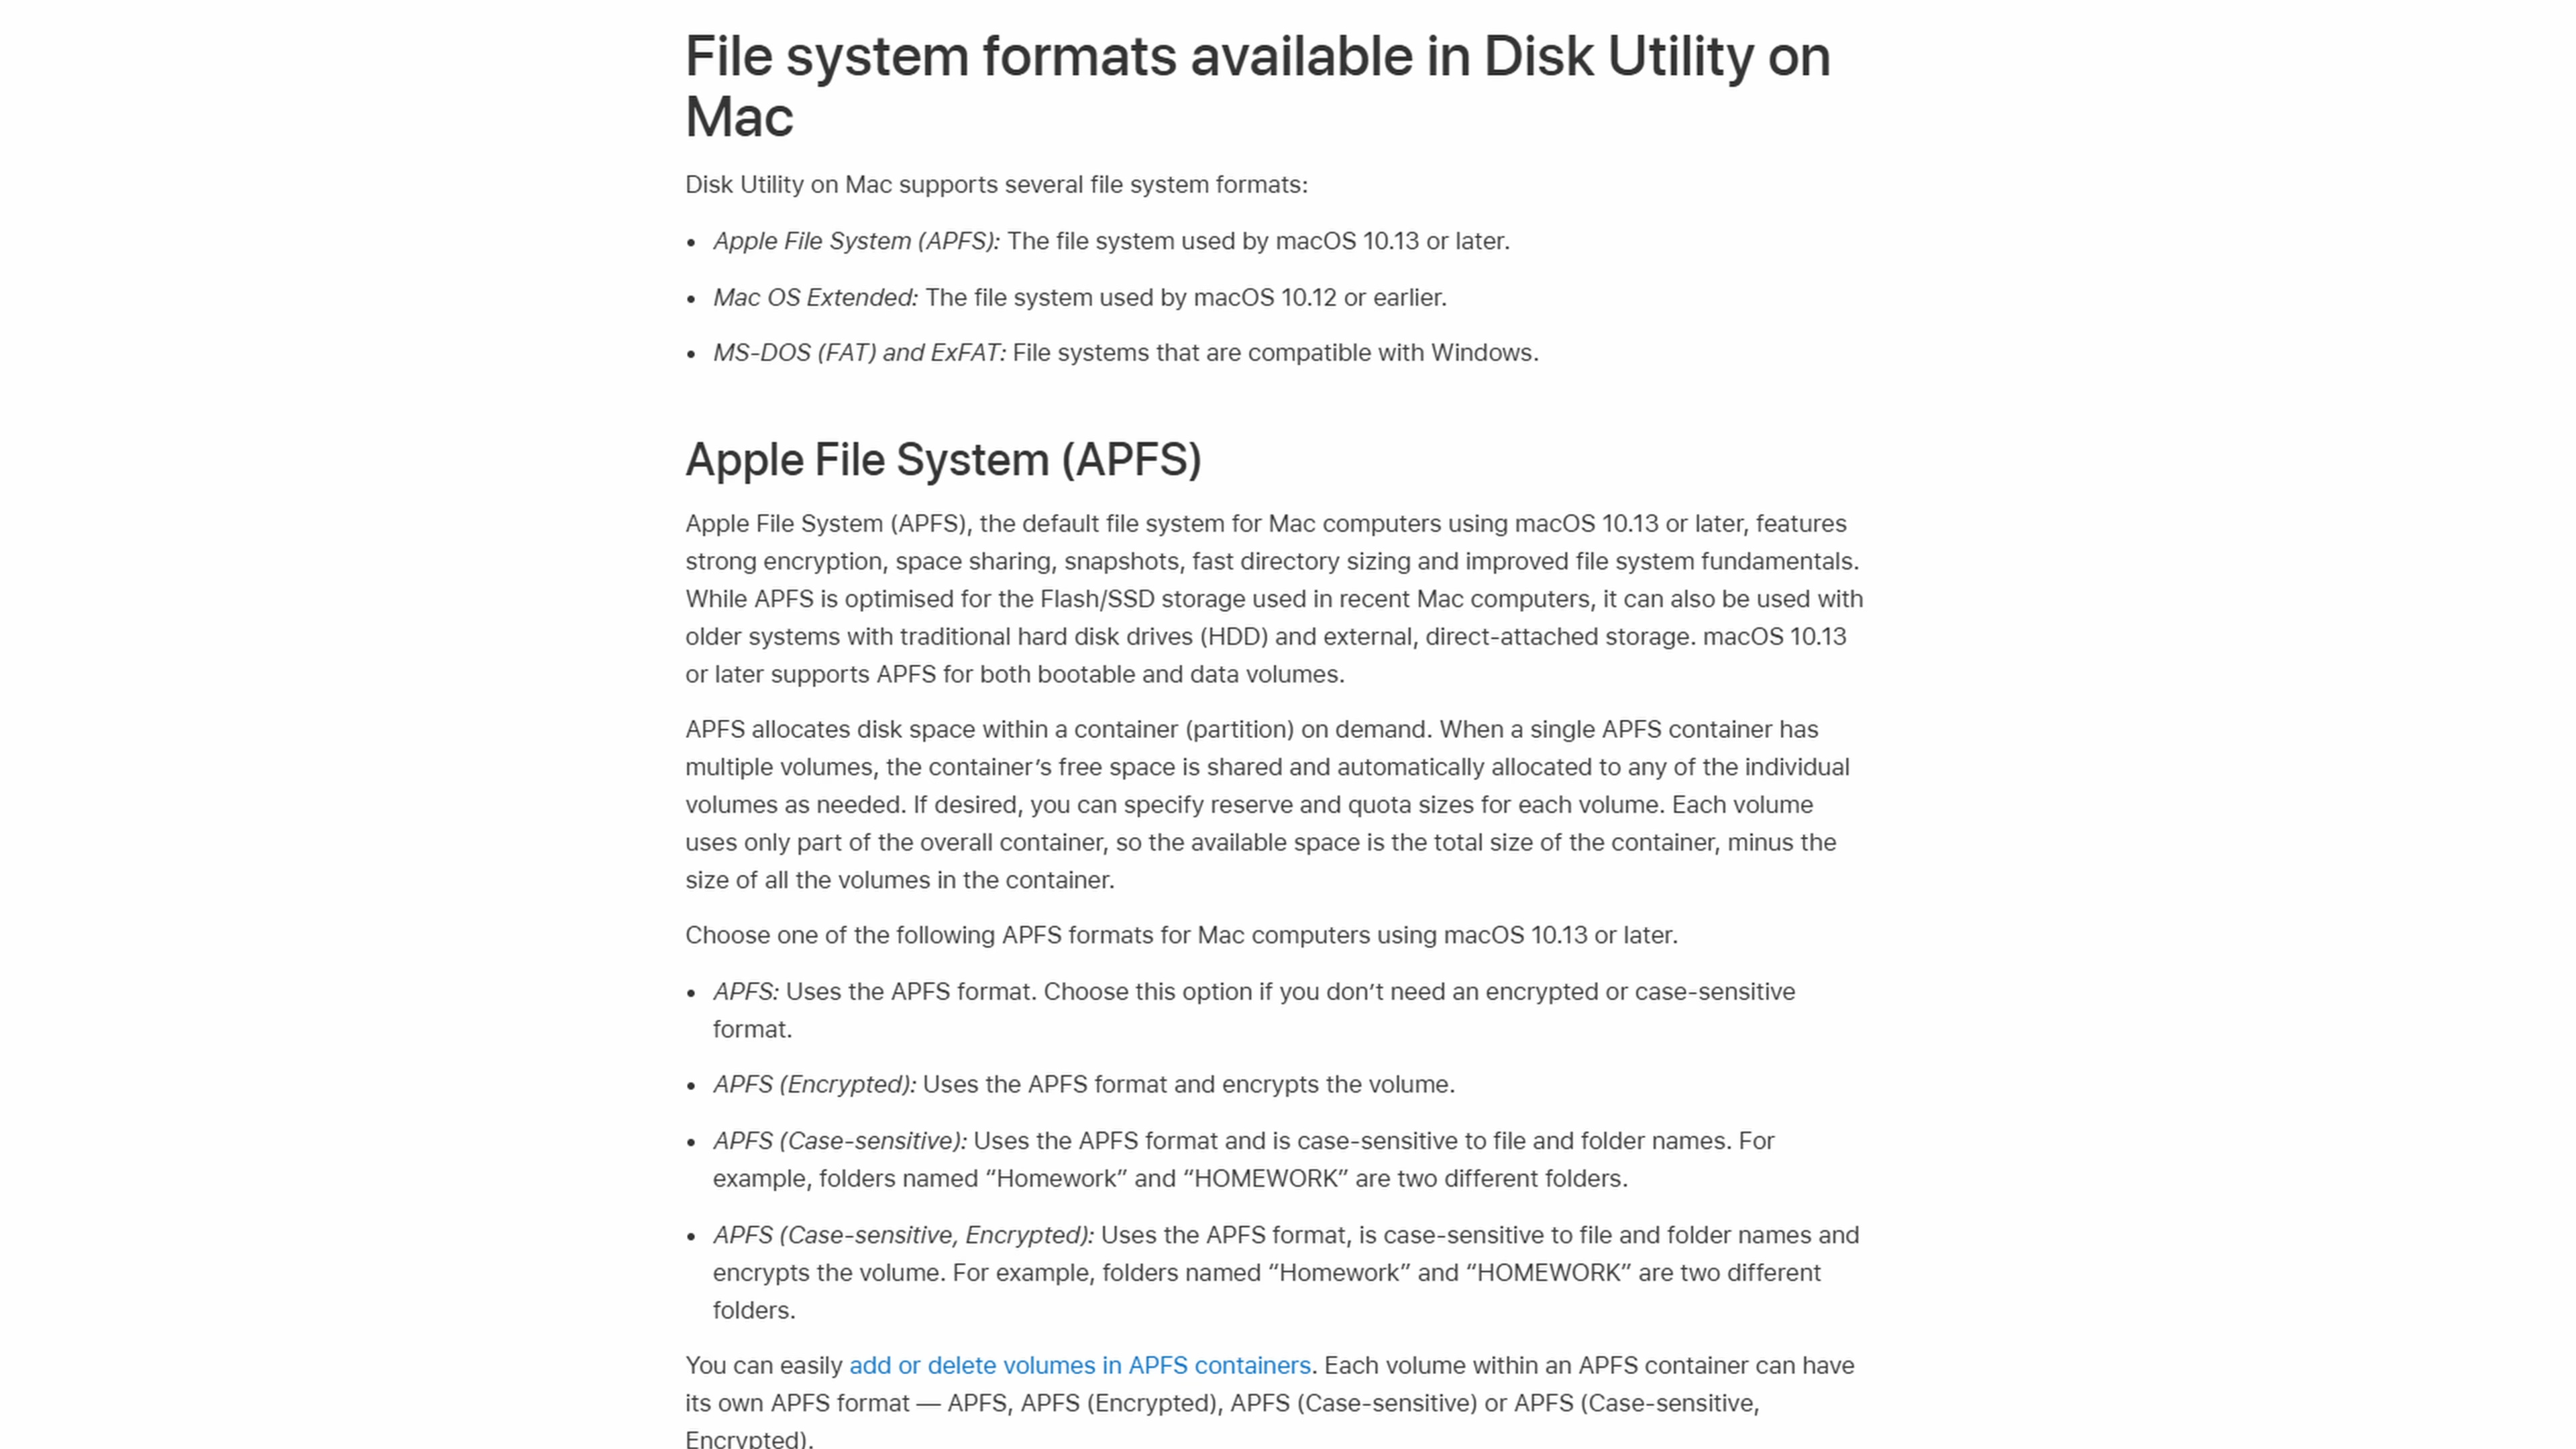 File system formats available in Disk Utility on
Mac
Disk Utility on Mac supports several file system formats:
• Apple File System (APFS): The file system used by macOS 10.13 or later.
• Mac OS Extended: The file system used by macOS 10.12 or earlier.
• MS-DOS (FAT) and ExFAT: File systems that are compatible with Windows.
Apple File System (APFS)
Apple File System (APFS), the default file system for Mac computers using macOS 10.13 or later, features
strong encryption, space sharing, snapshots, fast directory sizing and improved file system fundamentals.
While APFS is optimised for the Flash/SSD storage used in recent Mac computers, it can also be used with
older systems with traditional hard disk drives (HDD) and external, direct-attached storage. macOS 10.13
or later supports APFS for both bootable and data volumes.
APFS allocates disk space within a container (partition) on demand. When a single APFS container has
multiple volumes, the container’s free space is shared and automatically allocated to any of the individual
volumes as needed. If desired, you can specify reserve and quota sizes for each volume. Each volume
uses only part of the overall container, so the available space is the total size of the container, minus the
size of all the volumes in the container.
Choose one of the following APFS formats for Mac computers using macOS 10.13 or later.
• APFS: Uses the APFS format. Choose this option if you don’t need an encrypted or case-sensitive
format.
• APFS (Encrypted): Uses the APFS format and encrypts the volume.
• APFS (Case-sensitive): Uses the APFS format and is case-sensitive to file and folder names. For
example, folders named “Homework” and “HOMEWORK” are two different folders.
• APFS (Case-sensitive, Encrypted): Uses the APFS format, is case-sensitive to file and folder names and
encrypts the volume. For example, folders named “Homework” and “HOMEWORK” are two different
folders.
You can easily add or delete volumes in APFS containers. Each volume within an APFS container can have
its own APFS format — APFS, APFS (Encrypted), APFS (Case-sensitive) or APFS (Case-sensitive,
Encrypted).